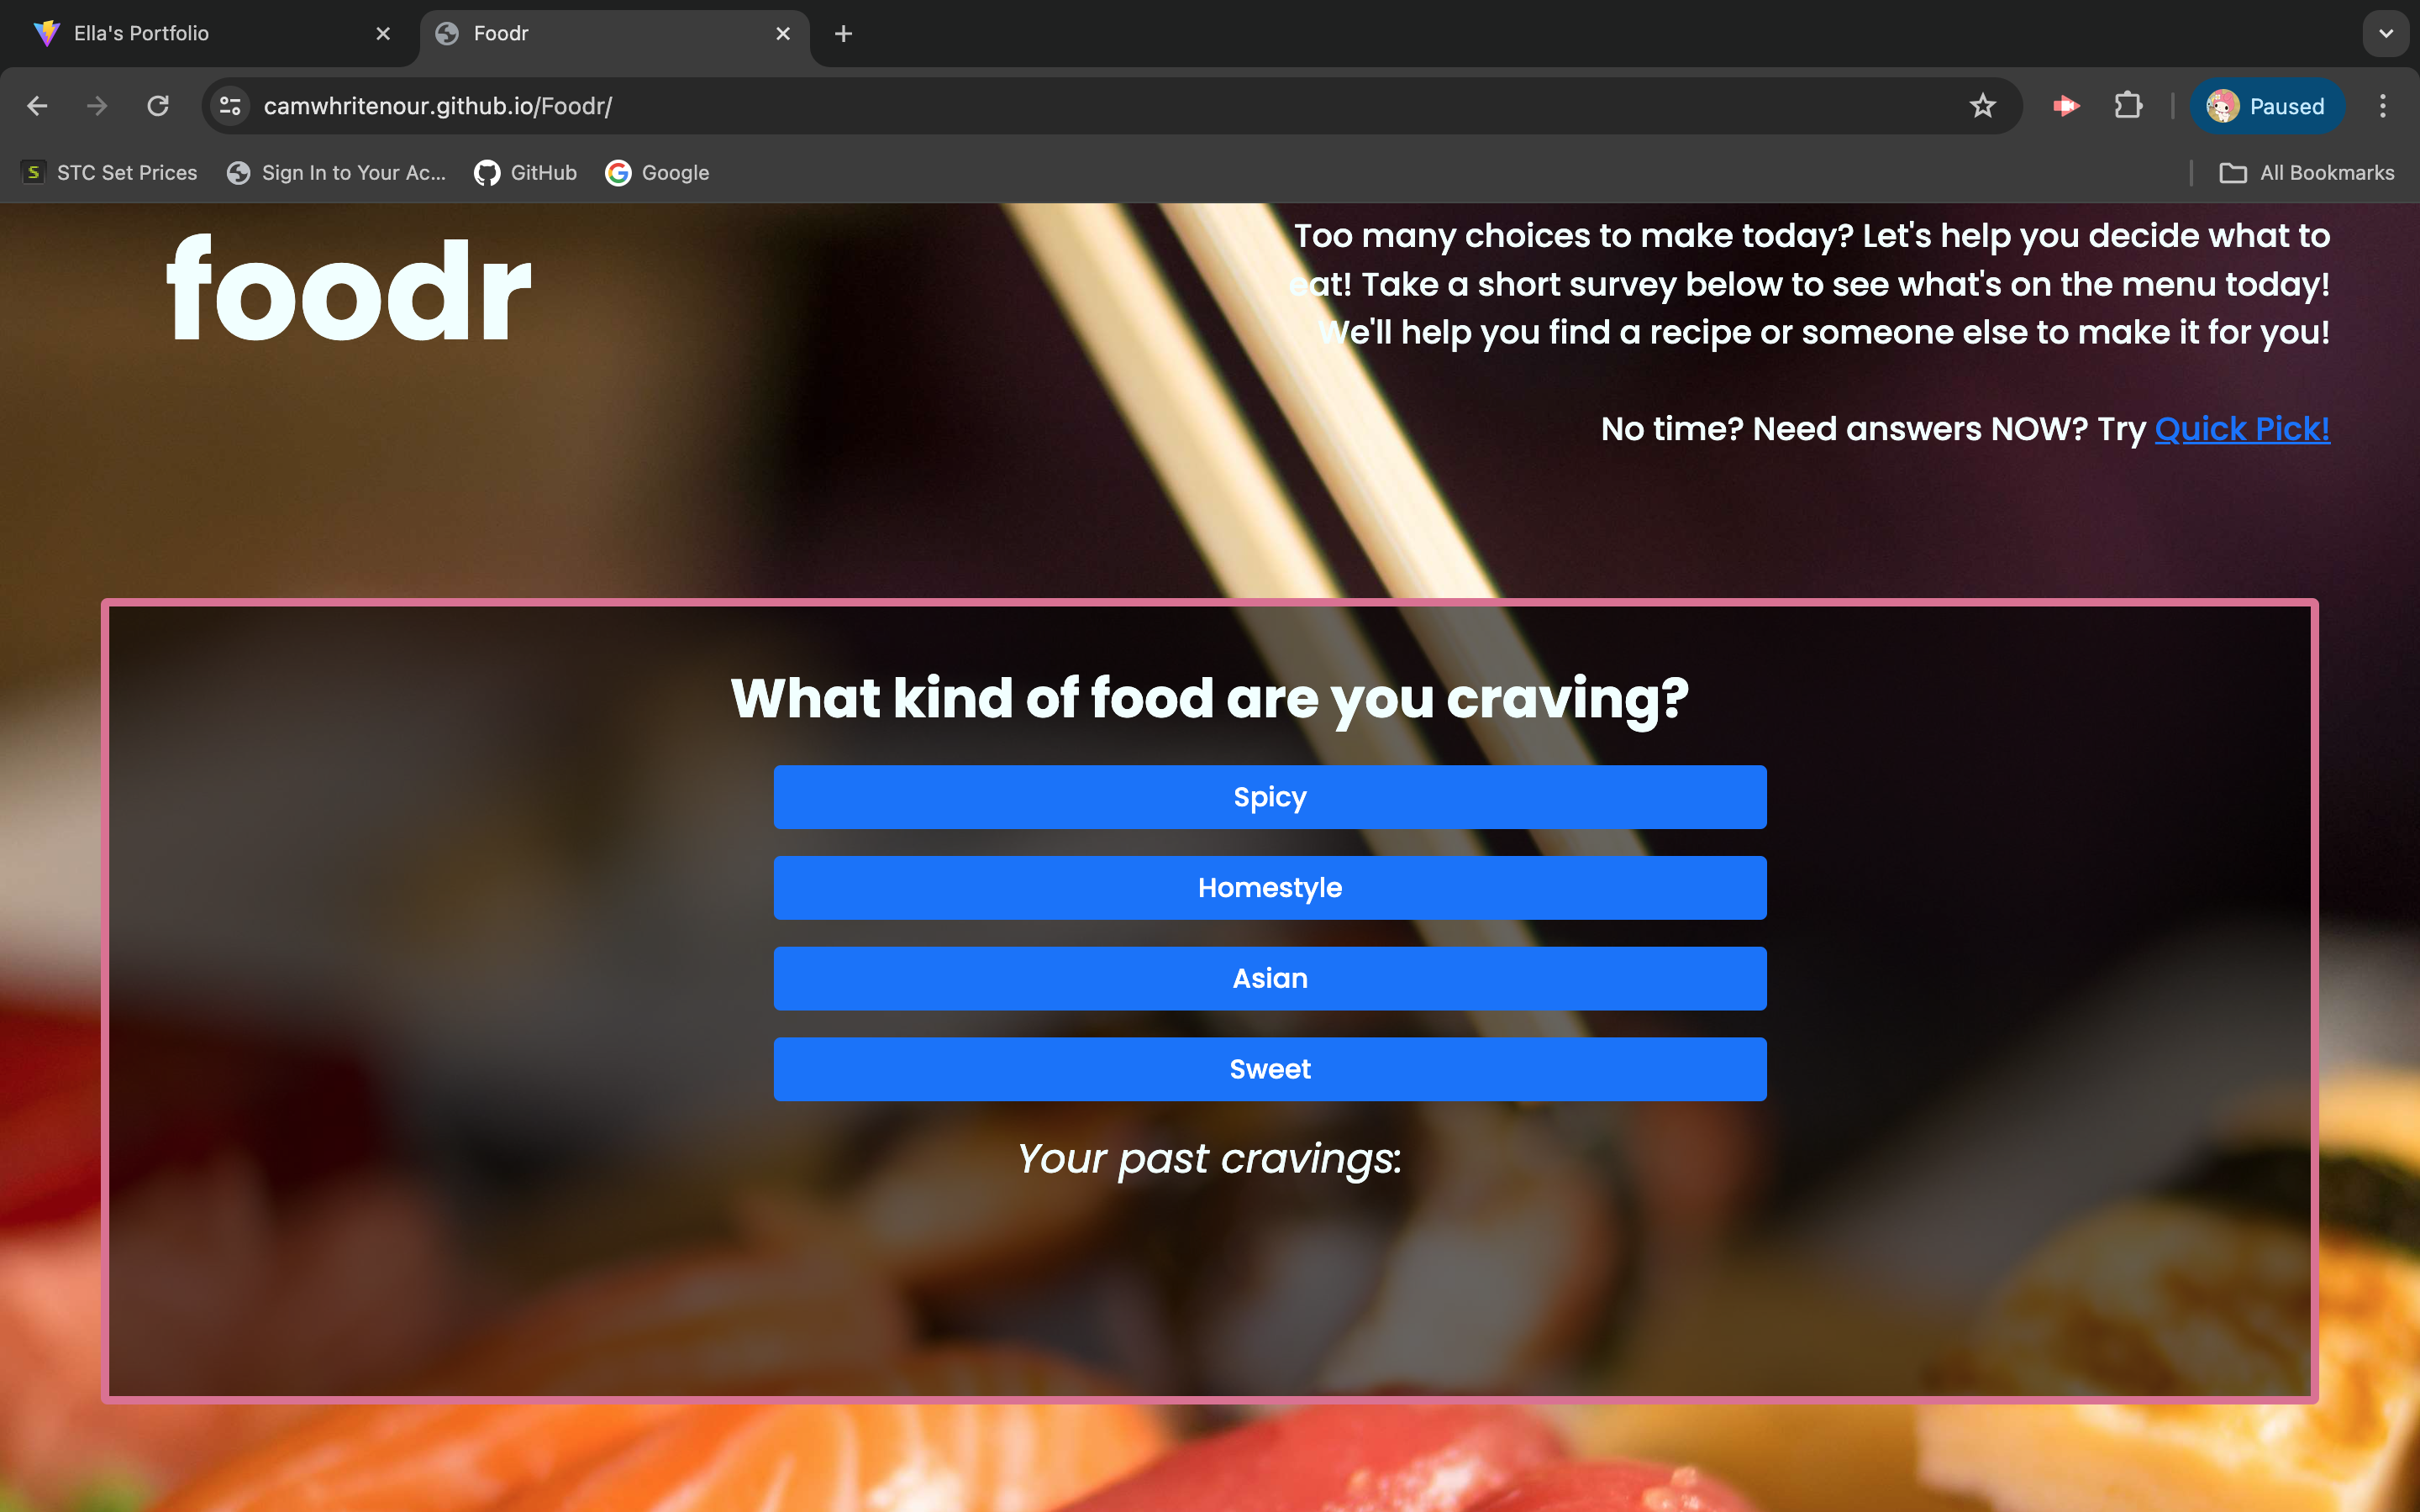 Ella's Portfolio
Foodr
camwhritenour.github.io/Foodr/
Paused
STC Set Prices
Sign In to Your Ac...
GitHub
Google
All Bookmarks
foodr
Too many choices to make today? Let's help you decide what to
eat! Take a short survey below to see what's on the menu today!
We'll help you find a recipe or someone else to make it for you!
No time? Need answers NOW? Try Quick Pick!
What kind of food are you craving?
Spicy
Homestyle
Asian
Sweet
Your past cravings: